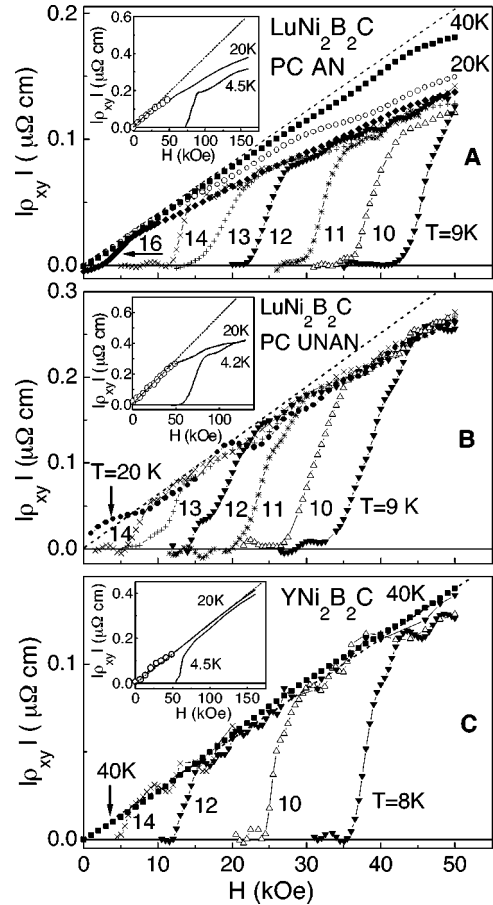 0.6
0.4
0.2
0.0
|ρxy | ( μΩ cm)
0 50 100 150
H (kOe)
20K
4.5K
LuNi₂B₂C
PC AN
40K
20K
A
0.1
0.0
|ρxy | ( μΩ cm)
16 14 13 12 11 10 T=9K
0.3
0.2
0.1
0.0
|ρxy | ( μΩ cm)
0.6
0.4
0.2
0.0
|ρxy | ( μΩ cm)
0 50 100
H (kOe)
20K
4.2K
LuNi₂B₂C
PC UNAN
B
T=20 K
14 13 12 11 10 T=9 K
0.1
0.0
|ρxy | ( μΩ cm)
0.4
0.2
0.0
|ρxy | ( μΩ cm)
0 50 100 150
H (kOe)
20K
4.5K
YNi₂B₂C
40K
C
40K
14 12 10 T=8K
0 10 20 30 40 50
H (kOe)